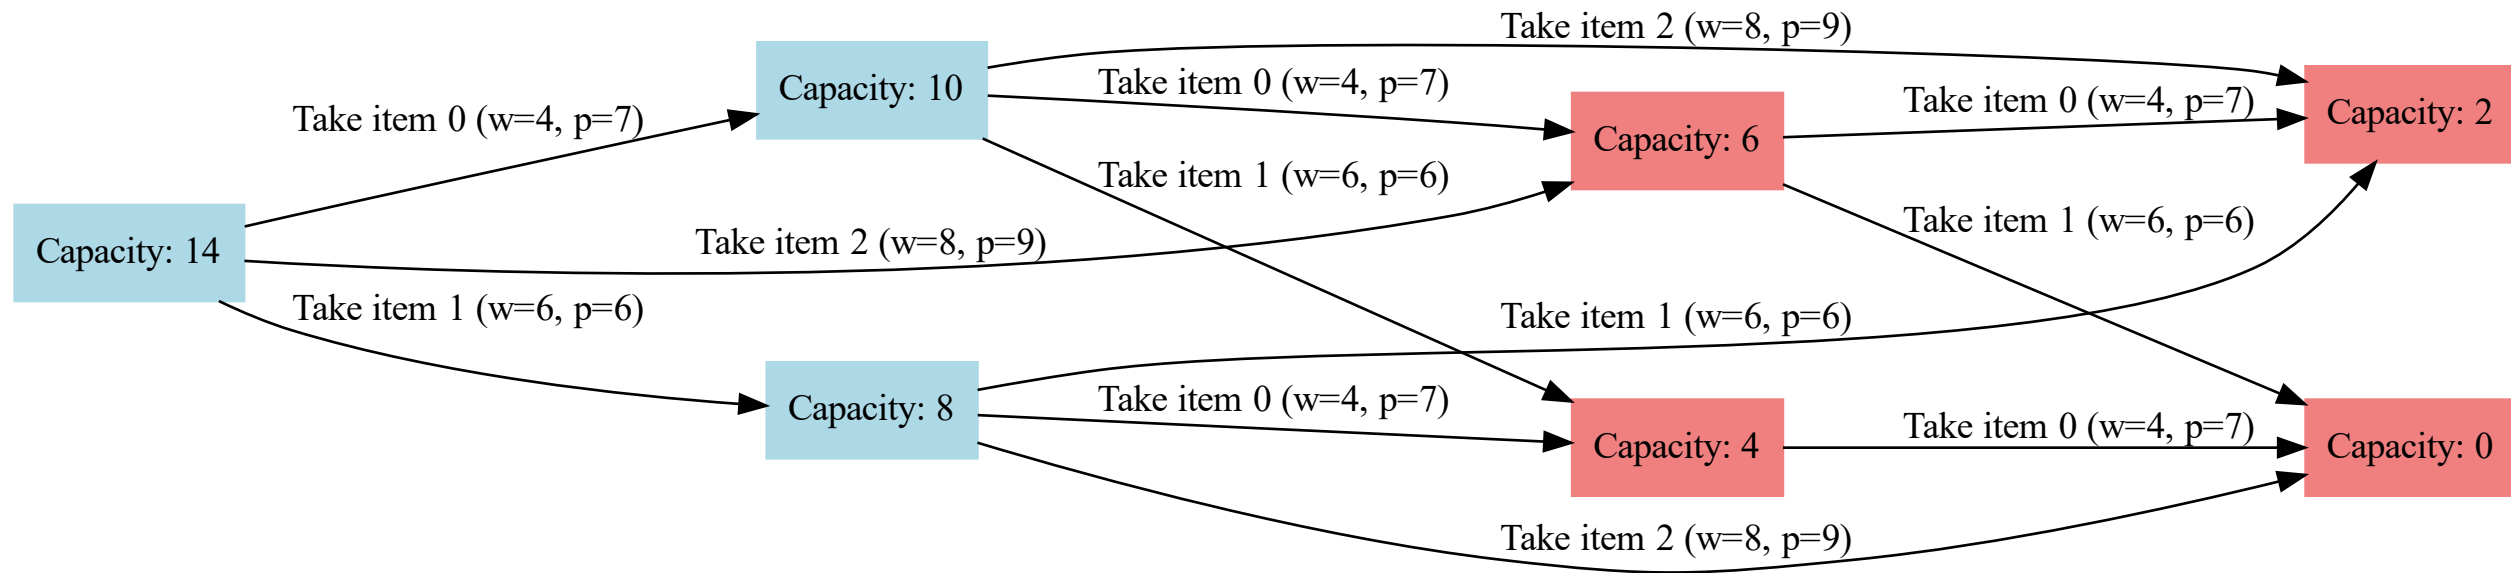 Take item 2 (w=8, p=9)
Capacity: 10
Take item 0 (w=4, p=7)
Take item 0 (w=4, p=7)
Capacity: 2
Take item 0 (w=4, p=7)
Capacity: 6
Take item 1 (w=6, p=6)
Capacity: 14
Take item 2 (w=8, p=9)
Take item 1 (w=6, p=6)
Take item 1 (w=6, p=6)
Take item 1 (w=6, p=6)
Capacity: 8
Take item 0 (w=4, p=7)
Capacity: 4
Take item 0 (w=4, p=7)
Capacity: 0
Take item 2 (w=8, p=9)